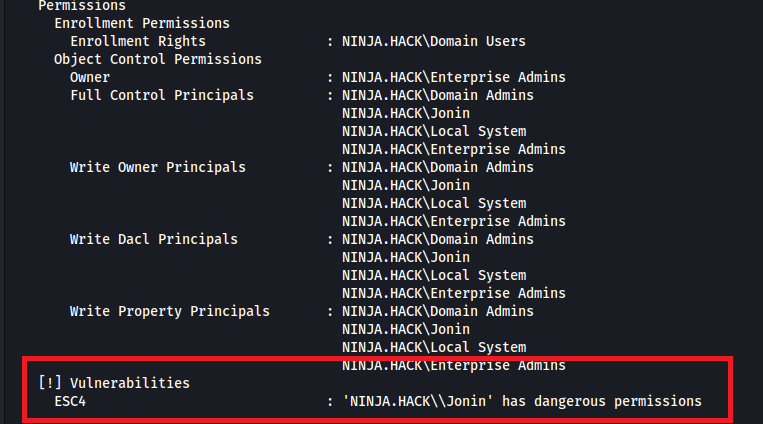 Permissions
Enrollment Permissions
Enrollment Rights : NINJA.HACK\Domain Users
Object Control Permissions
Owner : NINJA.HACK\Enterprise Admins
Full Control Principals : NINJA.HACK\Domain Admins
NINJA.HACK\Jonin
NINJA.HACK\Local System
NINJA.HACK\Enterprise Admins
Write Owner Principals : NINJA.HACK\Domain Admins
NINJA.HACK\Jonin
NINJA.HACK\Local System
NINJA.HACK\Enterprise Admins
Write Dacl Principals : NINJA.HACK\Domain Admins
NINJA.HACK\Jonin
NINJA.HACK\Local System
NINJA.HACK\Enterprise Admins
Write Property Principals : NINJA.HACK\Domain Admins
NINJA.HACK\Jonin
NINJA.HACK\Local System
NINJA.HACK\Enterprise Admins
[!] Vulnerabilities
ESC4 : 'NINJA.HACK\\Jonin' has dangerous permissions